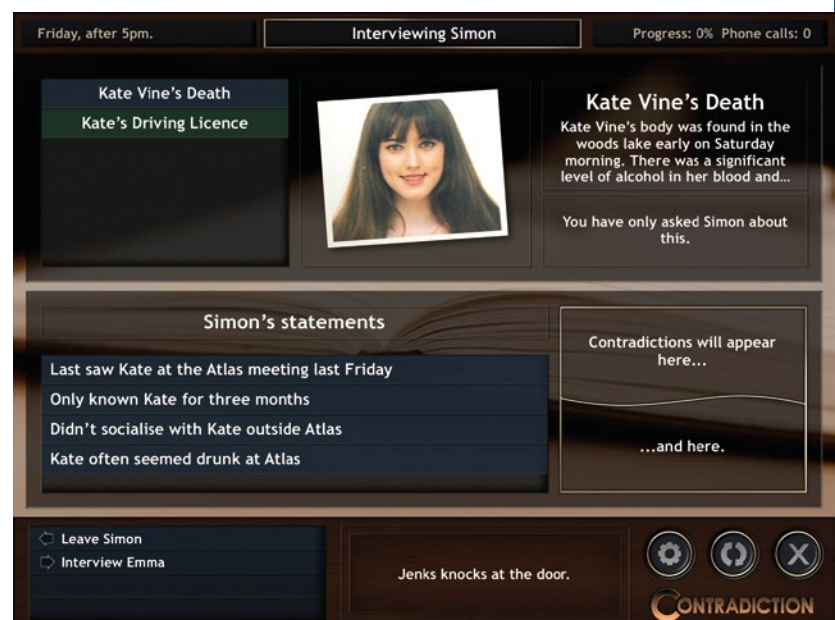 Friday, after 5pm.
Interviewing Simon
Progress: 0% Phone calls: 0
Kate Vine's Death
Kate's Driving Licence
Kate Vine's Death
Kate Vine's body was found in the
woods lake early on Saturday
morning. There was a significant
level of alcohol in her blood and...
You have only asked Simon about
this.
Simon's statements
Last saw Kate at the Atlas meeting last Friday
Only known Kate for three months
Didn't socialise with Kate outside Atlas
Kate often seemed drunk at Atlas
Contradictions will appear
here...
...and here.
Leave Simon
Interview Emma
Jenks knocks at the door.
CONTRADICTION